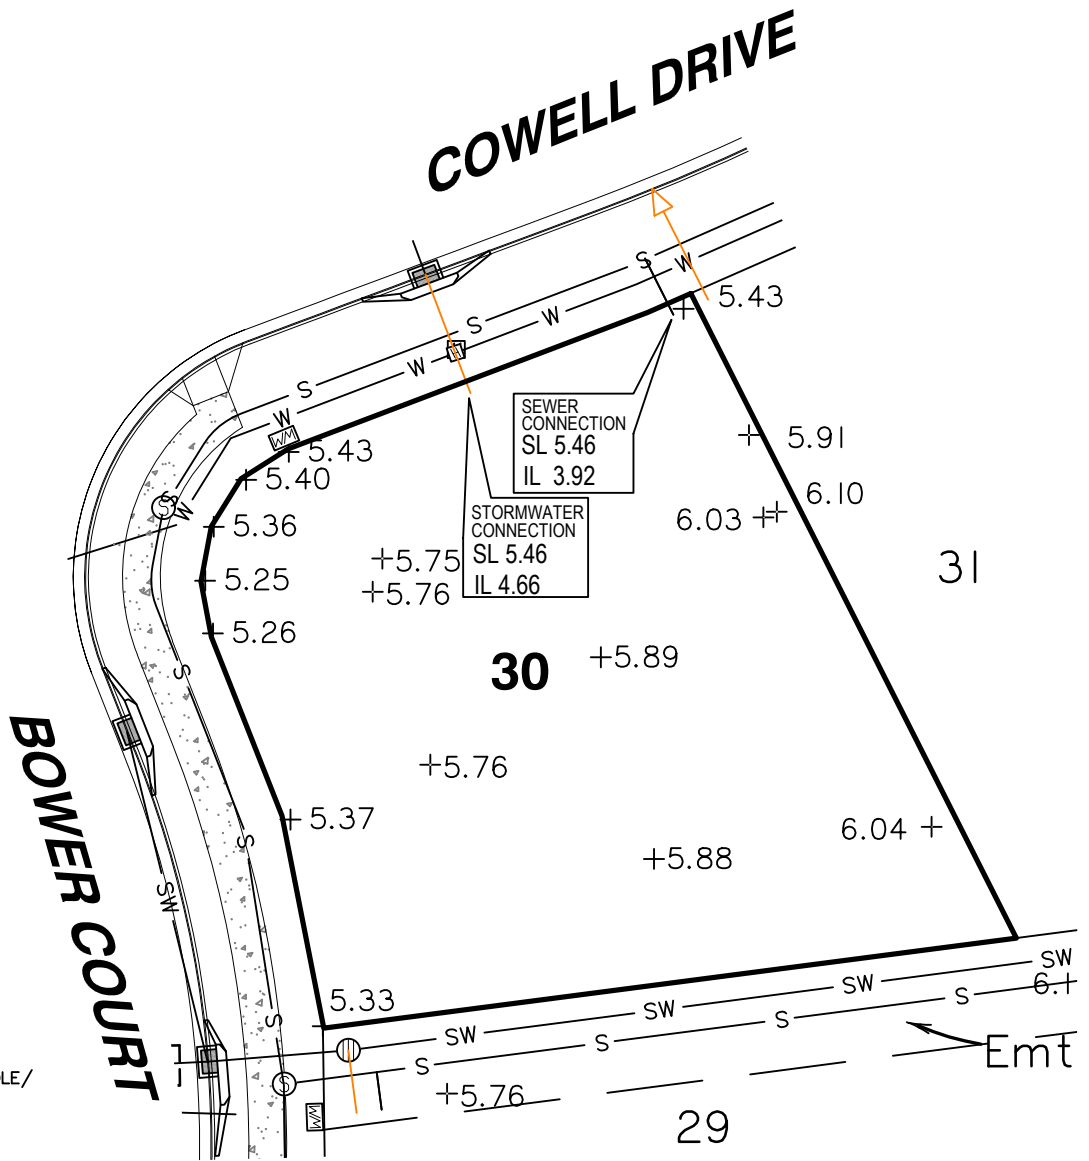 COWELL DRIVE
S
W
5.43
S
W
SEWER
CONNECTION
SL 5.46
IL 3.92
S
W
W
WM
5.43
5.91
5.40
6.10
STORMWATER
CONNECTION
SL 5.46
IL 4.66
S
W
5.36
6.03
5.75
31
5.25
5.76
5.26
30
5.89
S
BOWER COURT
5.76
5.37
6.04
S
5.88
SW
SW
5.33
6.1
SW
S
SW
S
SW
S
S
Emt
S
LE/
S
5.76
WM
29